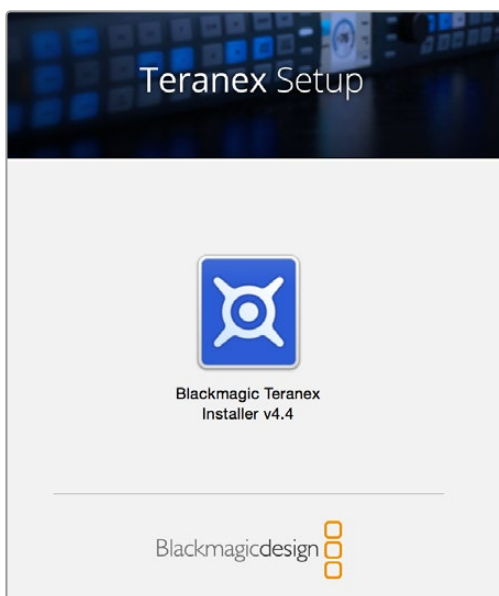 Teranex Setup
Blackmagic Teranex
Installer v4.4
Blackmagicdesign